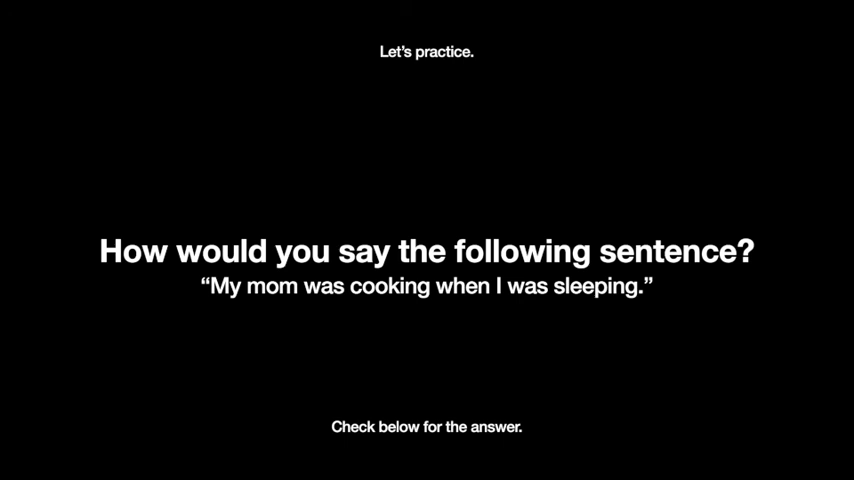 Let’s practice.
How would you say the following sentence?
“My mom was cooking when I was sleeping.”
Check below for the answer.